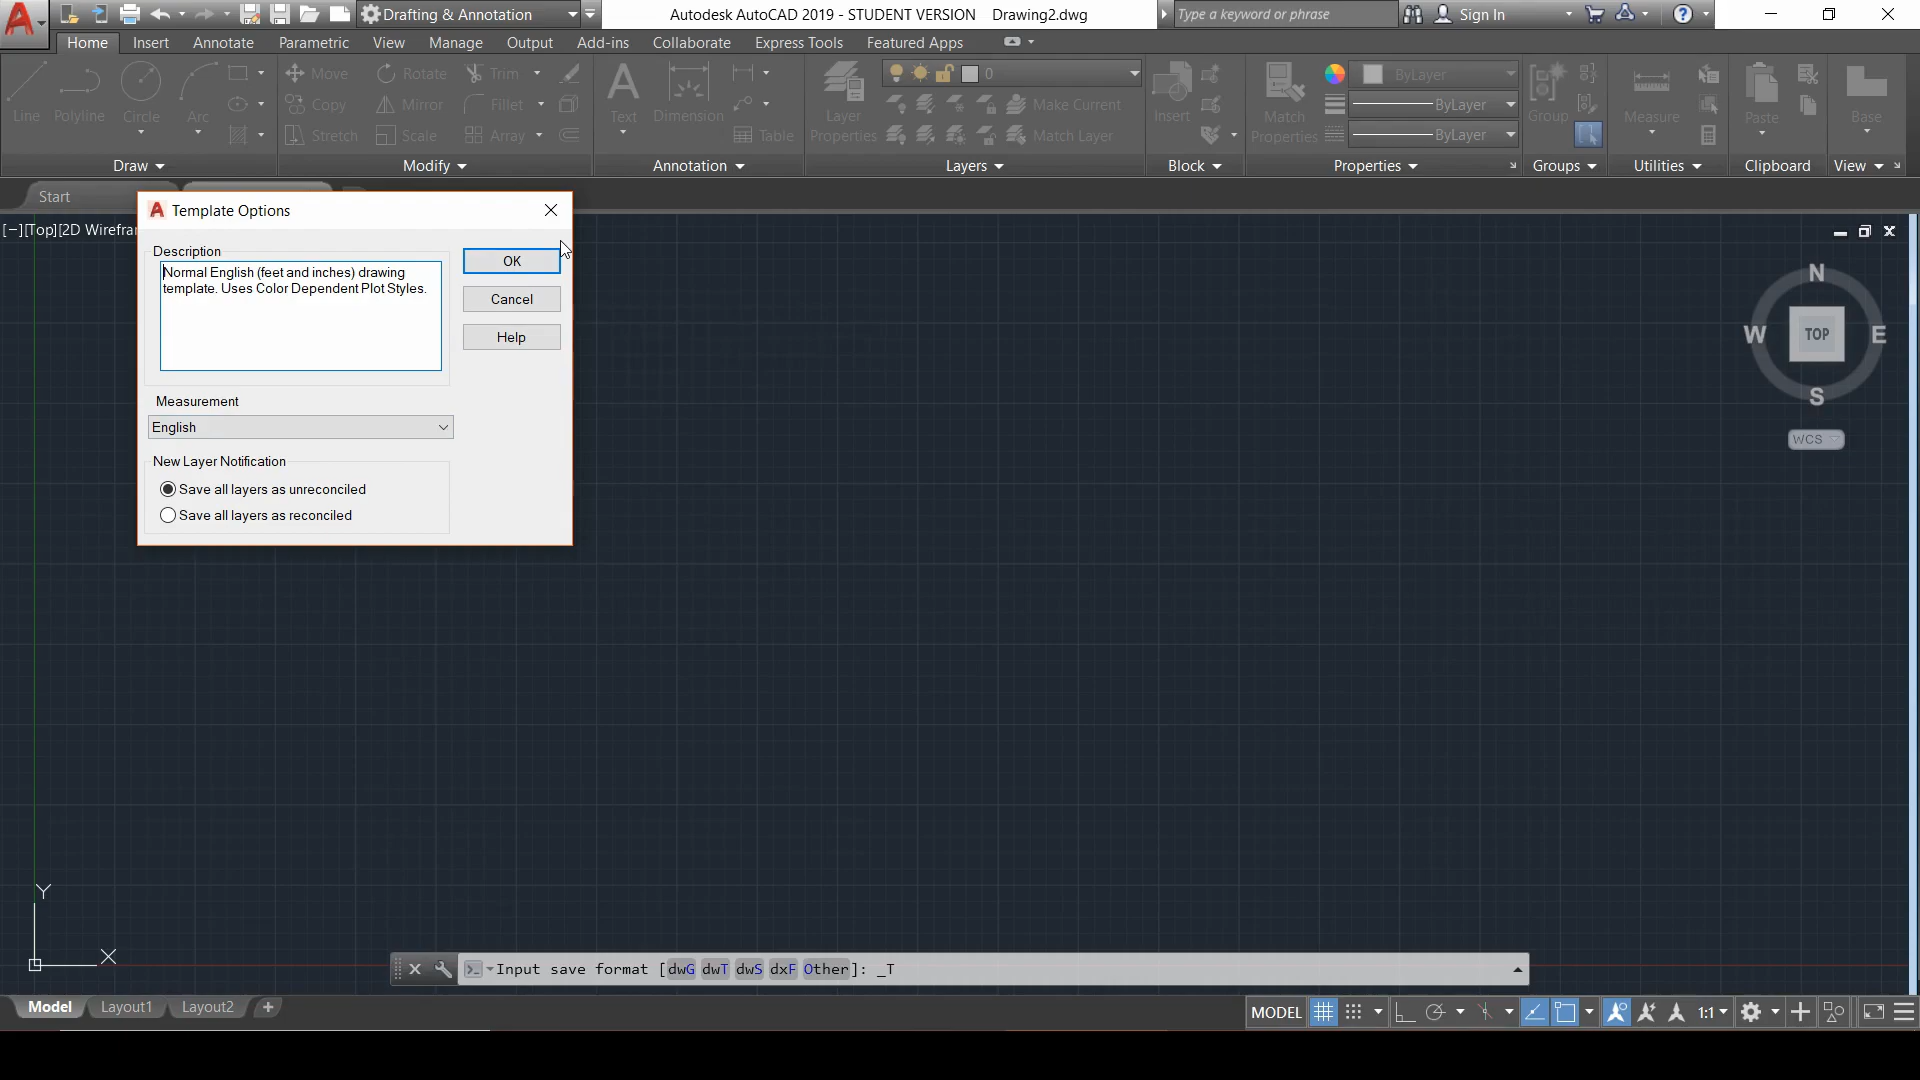 Drafting & Annotation
Autodesk AutoCAD 2019 - STUDENT VERSION Drawing2.dwg
Type a keyword or phrase
Sign In
Home Insert Annotate Parametric View Manage Output Add-ins Collaborate Express Tools Featured Apps
Line Polyline Circle Arc
Move Rotate Trim
Copy Mirror Fillet
Stretch Scale Array
Text Dimension Table
Layer Properties
0
Make Current
Match Layer
Insert
Match Properties
ByLayer
ByLayer
ByLayer
Group
Measure
Paste
Base
Draw Modify Annotation Layers Block Properties Groups Utilities Clipboard View
Start
[−][Top][2D Wirefra
Template Options
Description
Normal English (feet and inches) drawing
template. Uses Color Dependent Plot Styles.
OK
Cancel
Help
Measurement
English
New Layer Notification
Save all layers as unreconciled
Save all layers as reconciled
N
W TOP E
S
WCS
Y
X
Input save format [dwG dwT dwS dxF Other]: _T
Model Layout1 Layout2 +
MODEL 1:1